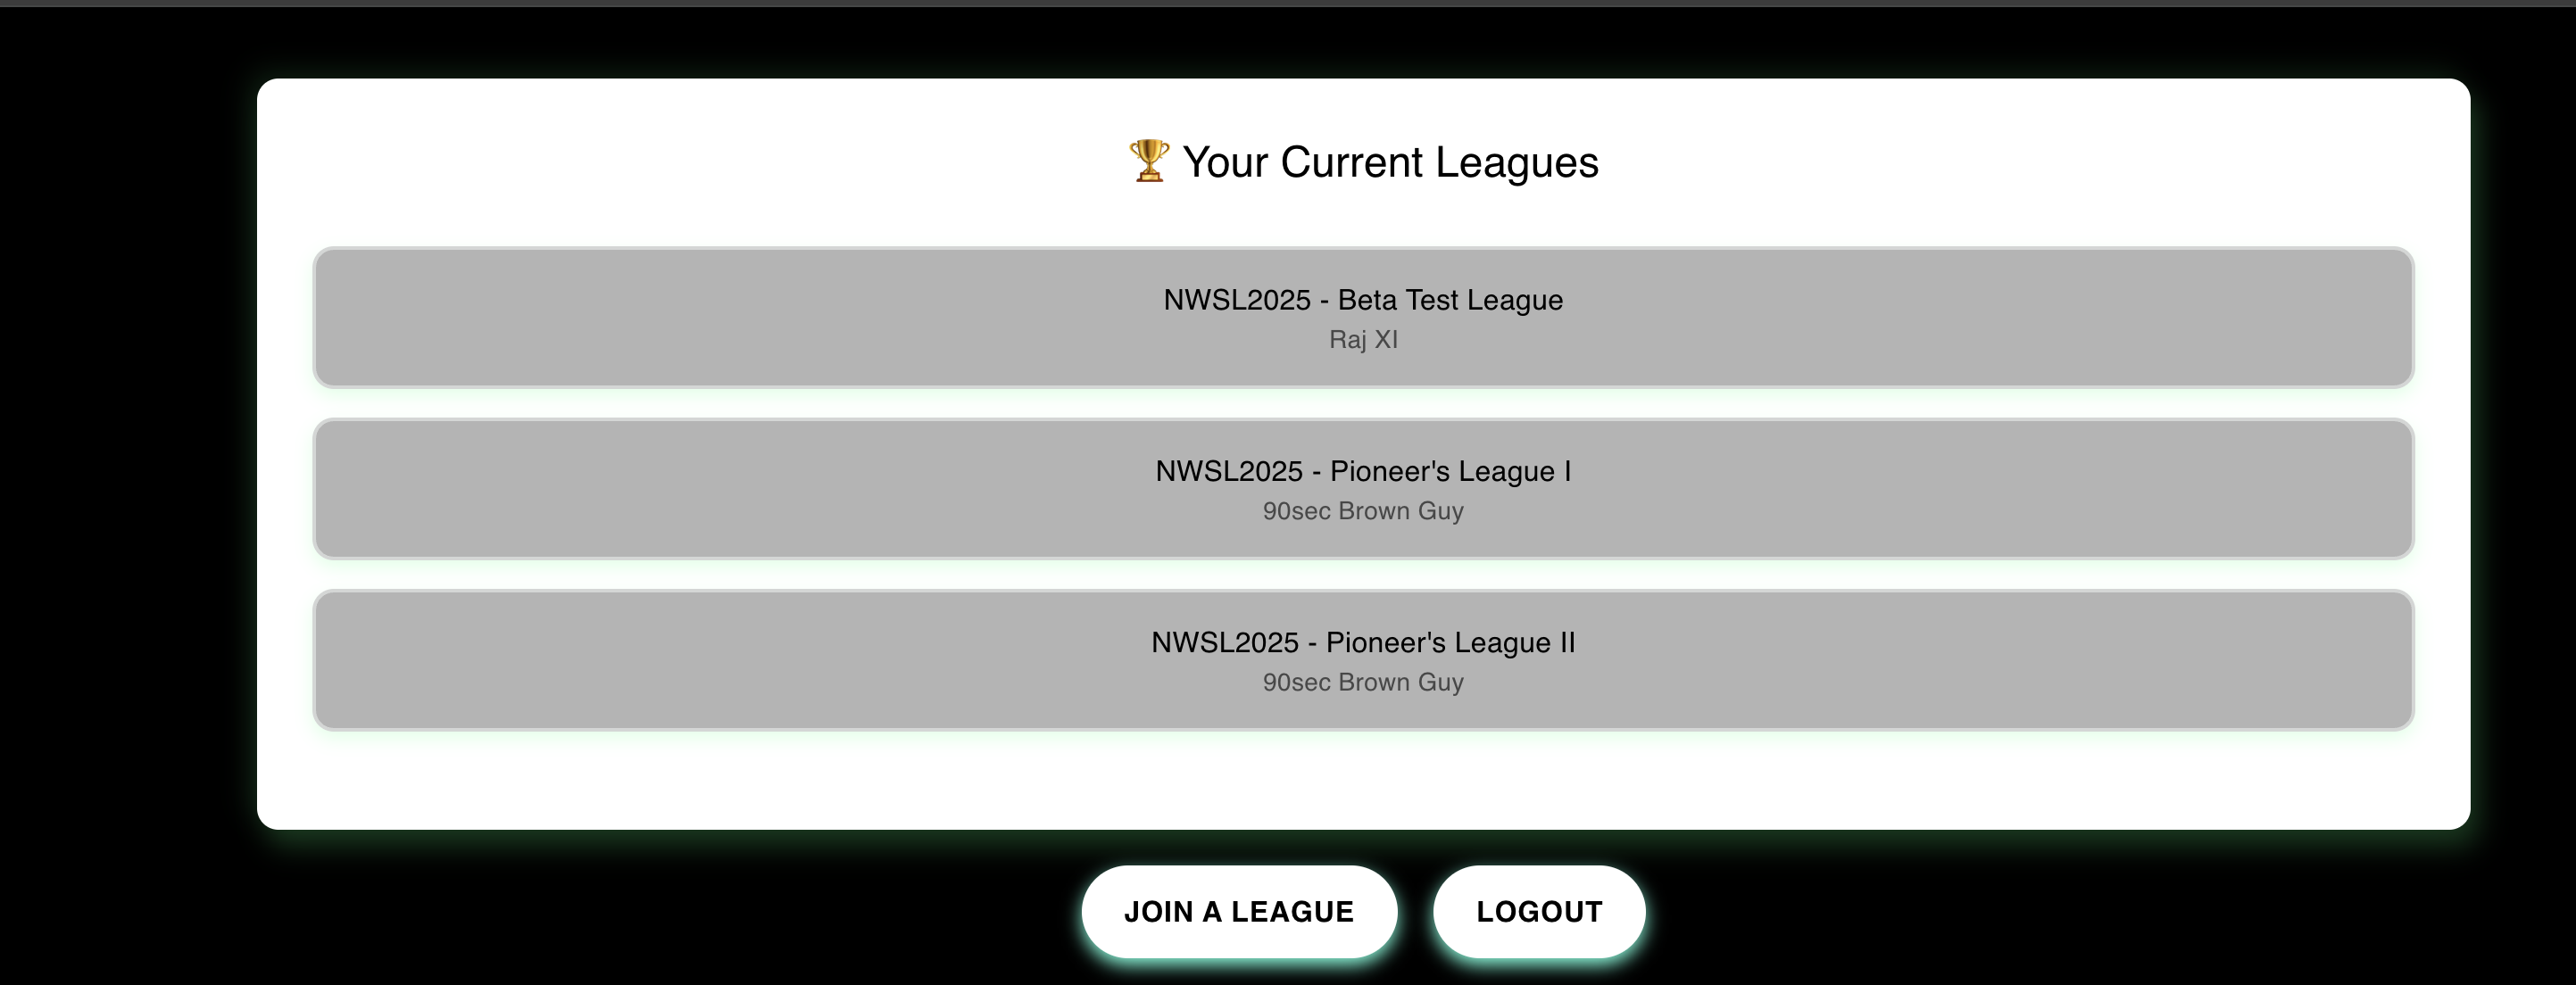 🏆 Your Current Leagues
NWSL2025 - Beta Test League
Raj XI
NWSL2025 - Pioneer's League I
90sec Brown Guy
NWSL2025 - Pioneer's League II
90sec Brown Guy
JOIN A LEAGUE
LOGOUT